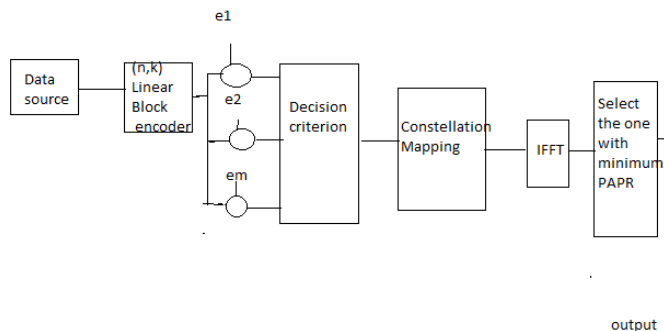 e1
Data
source
(n,k)
Linear
Block
encoder
e2
em
Decision
criterion
Constellation
Mapping
IFFT
Select
the one
with
minimum
PAPR
output